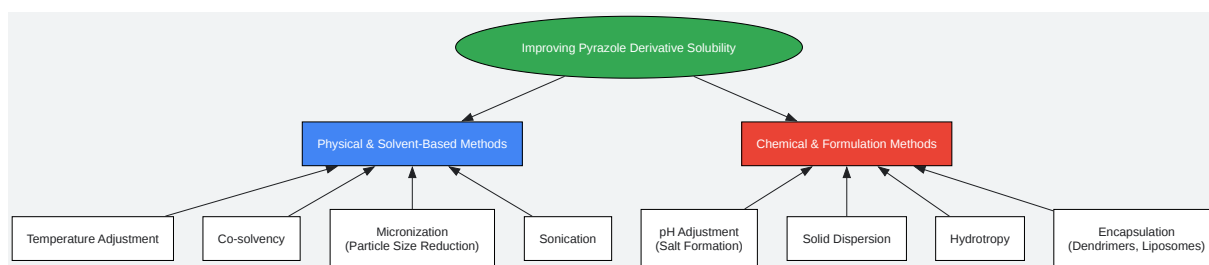 Improving Pyrazole Derivative Solubility
Physical & Solvent-Based Methods
Chemical & Formulation Methods
Temperature Adjustment
Co-solvency
Micronization
(Particle Size Reduction)
Sonication
pH Adjustment
(Salt Formation)
Solid Dispersion
Hydrotropy
Encapsulation
(Dendrimers, Liposomes)